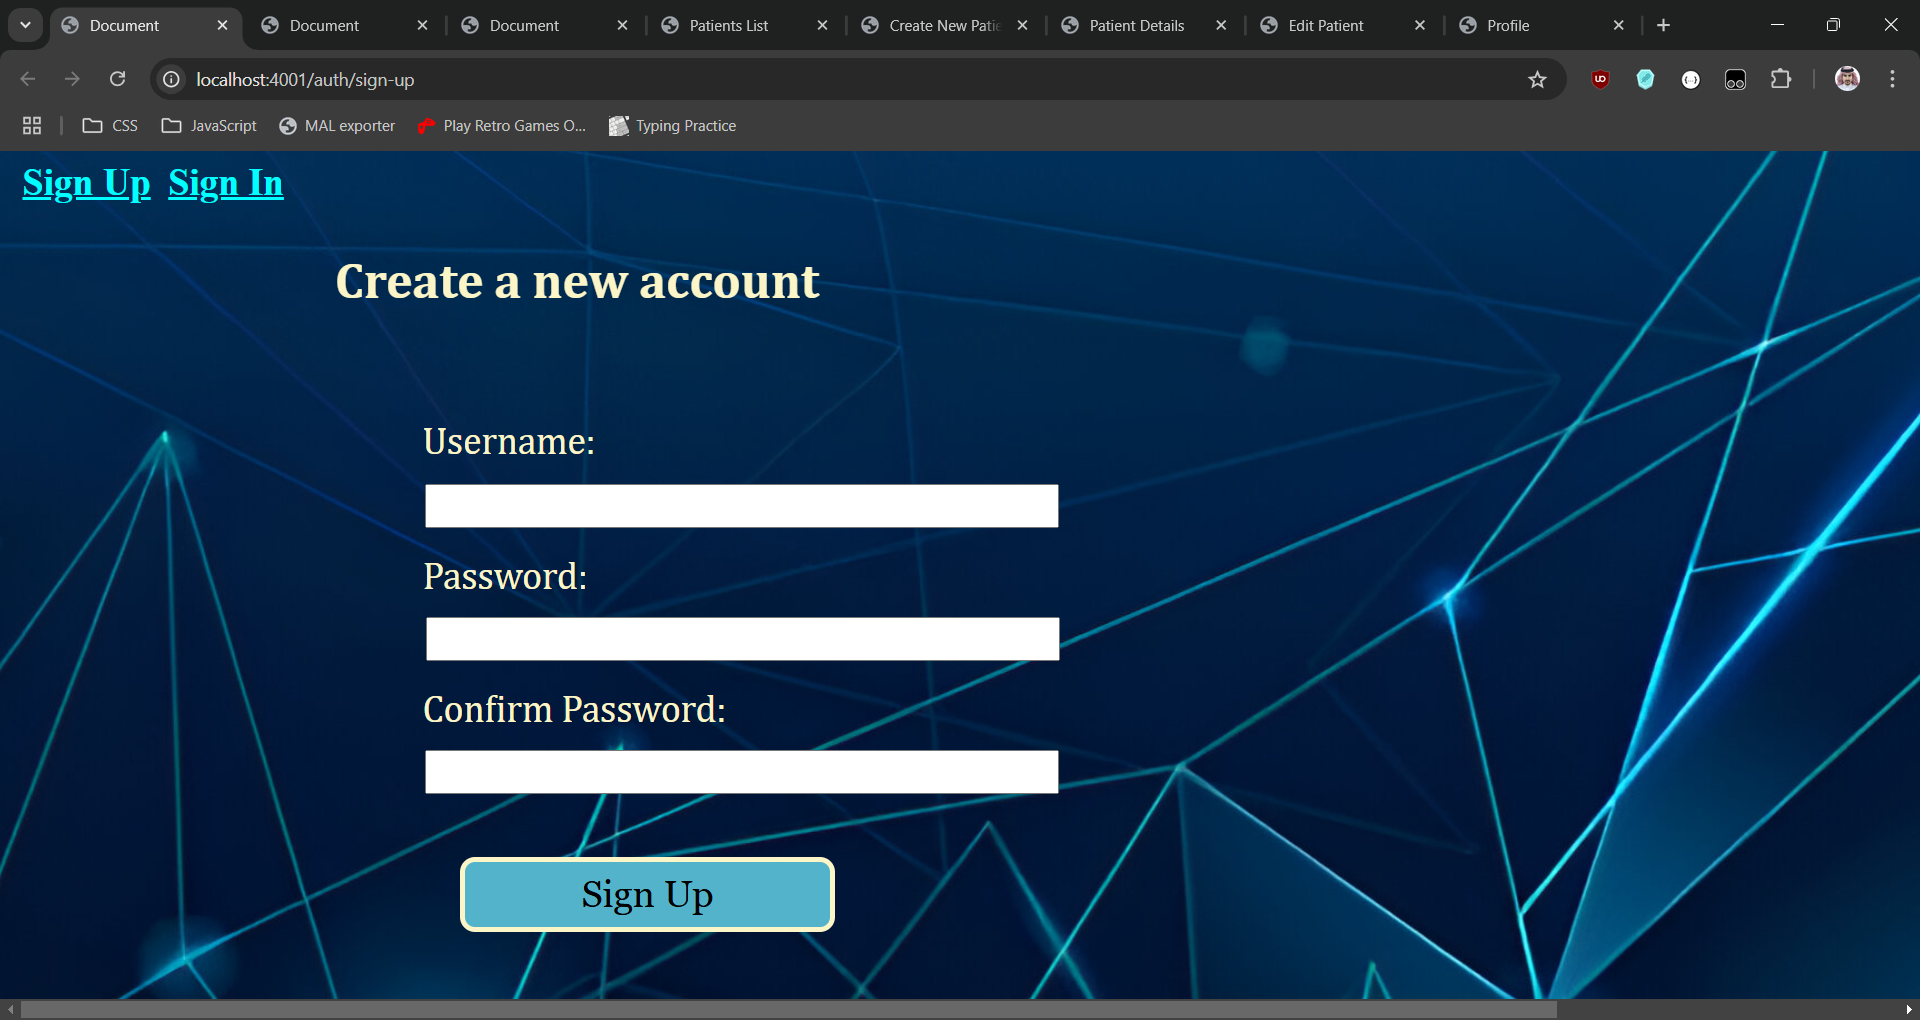 Document
Document
Document
Patients List
Create New Patie
Patient Details
Edit Patient
Profile
localhost:4001/auth/sign-up
CSS
JavaScript
MAL exporter
Play Retro Games O...
Typing Practice
Sign Up Sign In
Create a new account
Username:
Password:
Confirm Password:
Sign Up